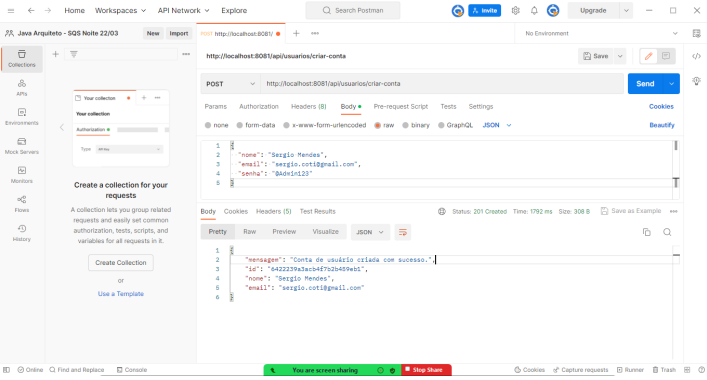 Home Workspaces API Network Explore Search Postman Invite Upgrade
Java Arquiteto - SQS Noite 22/03 New Import
POST http://localhost:8081/ No Environment
Collections
APIs
Environments
Mock Servers
Monitors
Flows
History
Your collection
Your collection
Authorization
Type API Key
Create a collection for your
requests
A collection lets you group related
requests and easily set common
authorization, tests, scripts, and
variables for all requests in it.
Create Collection
or
Use a Template
http://localhost:8081/api/usuarios/criar-conta Save
POST http://localhost:8081/api/usuarios/criar-conta Send
Params Authorization Headers (8) Body Pre-request Script Tests Settings Cookies
none form-data x-www-form-urlencoded raw binary GraphQL JSON Beautify
1 {
2 "nome": "Sergio Mendes",
3 "email": "sergio.coti@gmail.com",
4 "senha": "@Admin123"
5 }
Body Cookies Headers (5) Test Results Status: 201 Created Time: 1792 ms Size: 308 B Save as Example
Pretty Raw Preview Visualize JSON
1 {
2 "mensagem": "Conta de usuário criada com sucesso.",
3 "id": "6422239a3acb4f7b2b459eb1",
4 "nome": "Sergio Mendes",
5 "email": "sergio.coti@gmail.com"
6 }
Online Find and Replace Console You are screen sharing Stop Share Cookies Capture requests Runner Trash